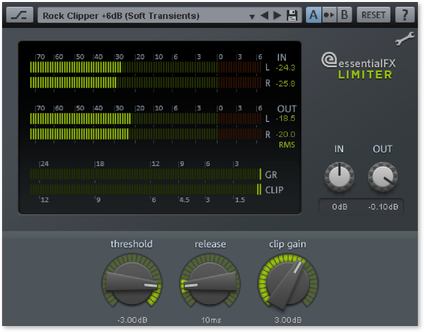 Rock Clipper +6dB (Soft Transients) A B RESET ?
essentialFX
LIMITER
70 60 50 40 30 20 10 6 3 0 3 6 IN
L -24.3
R -25.8
70 60 50 40 30 20 10 6 3 0 3 6 OUT
L -18.5
R -20.0
RMS
24 18 12 9 6 3
GR
CLIP
12 9 6 4.5 3 1.5
IN OUT
0dB -0.10dB
threshold release clip gain
-3.00dB 10ms 3.00dB